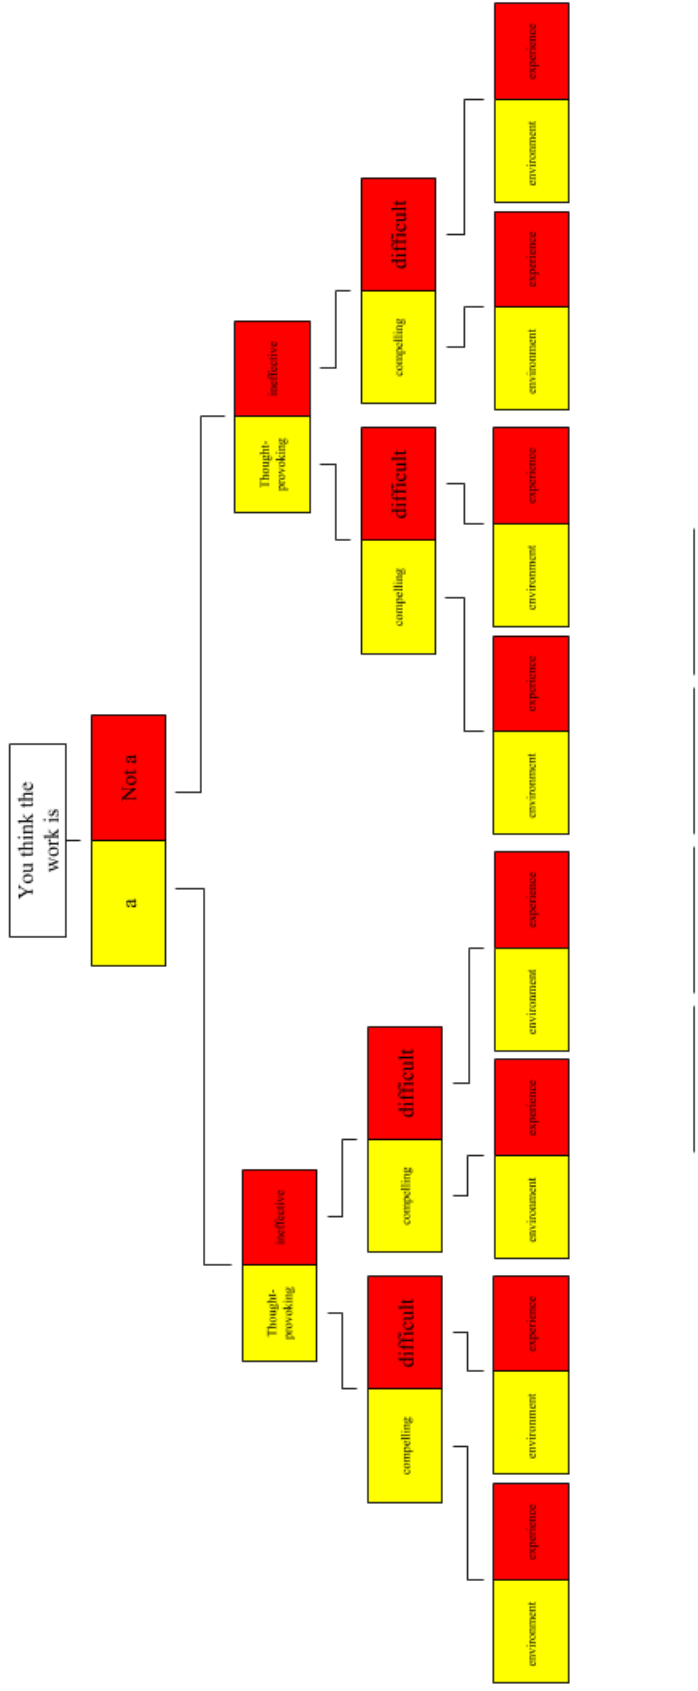 You think the
work is
a
Not a
Thought-
provoking
ineffective
Thought-
provoking
ineffective
compelling
difficult
compelling
difficult
compelling
difficult
compelling
difficult
environment
experience
environment
experience
environment
experience
environment
experience
environment
experience
environment
experience
environment
experience
environment
experience